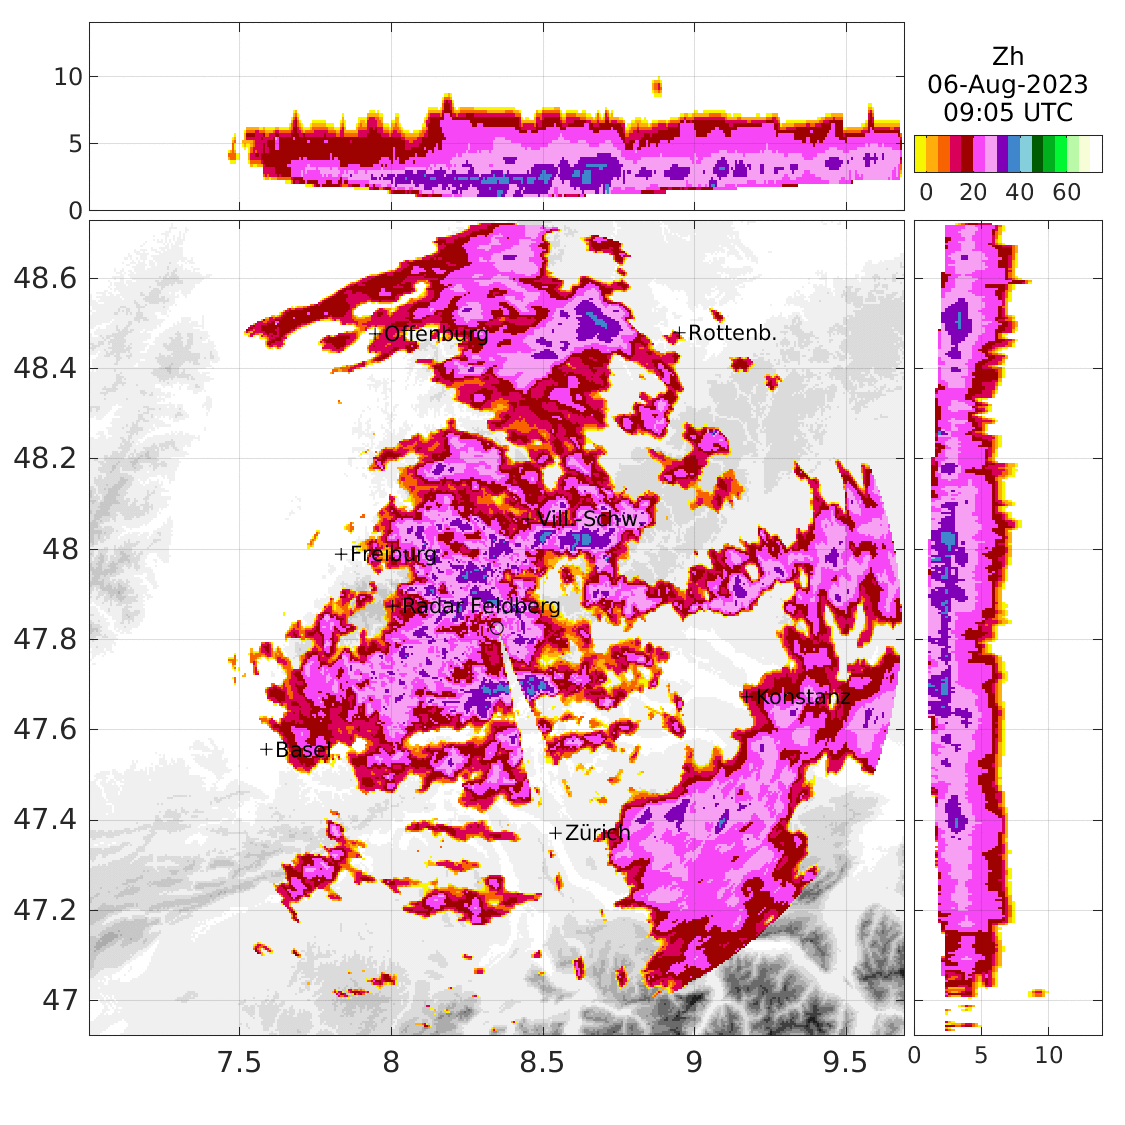 Zh
06-Aug-2023
09:05 UTC
0 20 40 60
10
5
0
48.6
48.4
48.2
48
47.8
47.6
47.4
47.2
47
+Offenburg
+Rottenb.
+Vill.-Schw.
+Freiburg
+Radar Feldberg
+Konstanz
+Basel
+Zürich
7.5 8 8.5 9 9.5
0 5 10